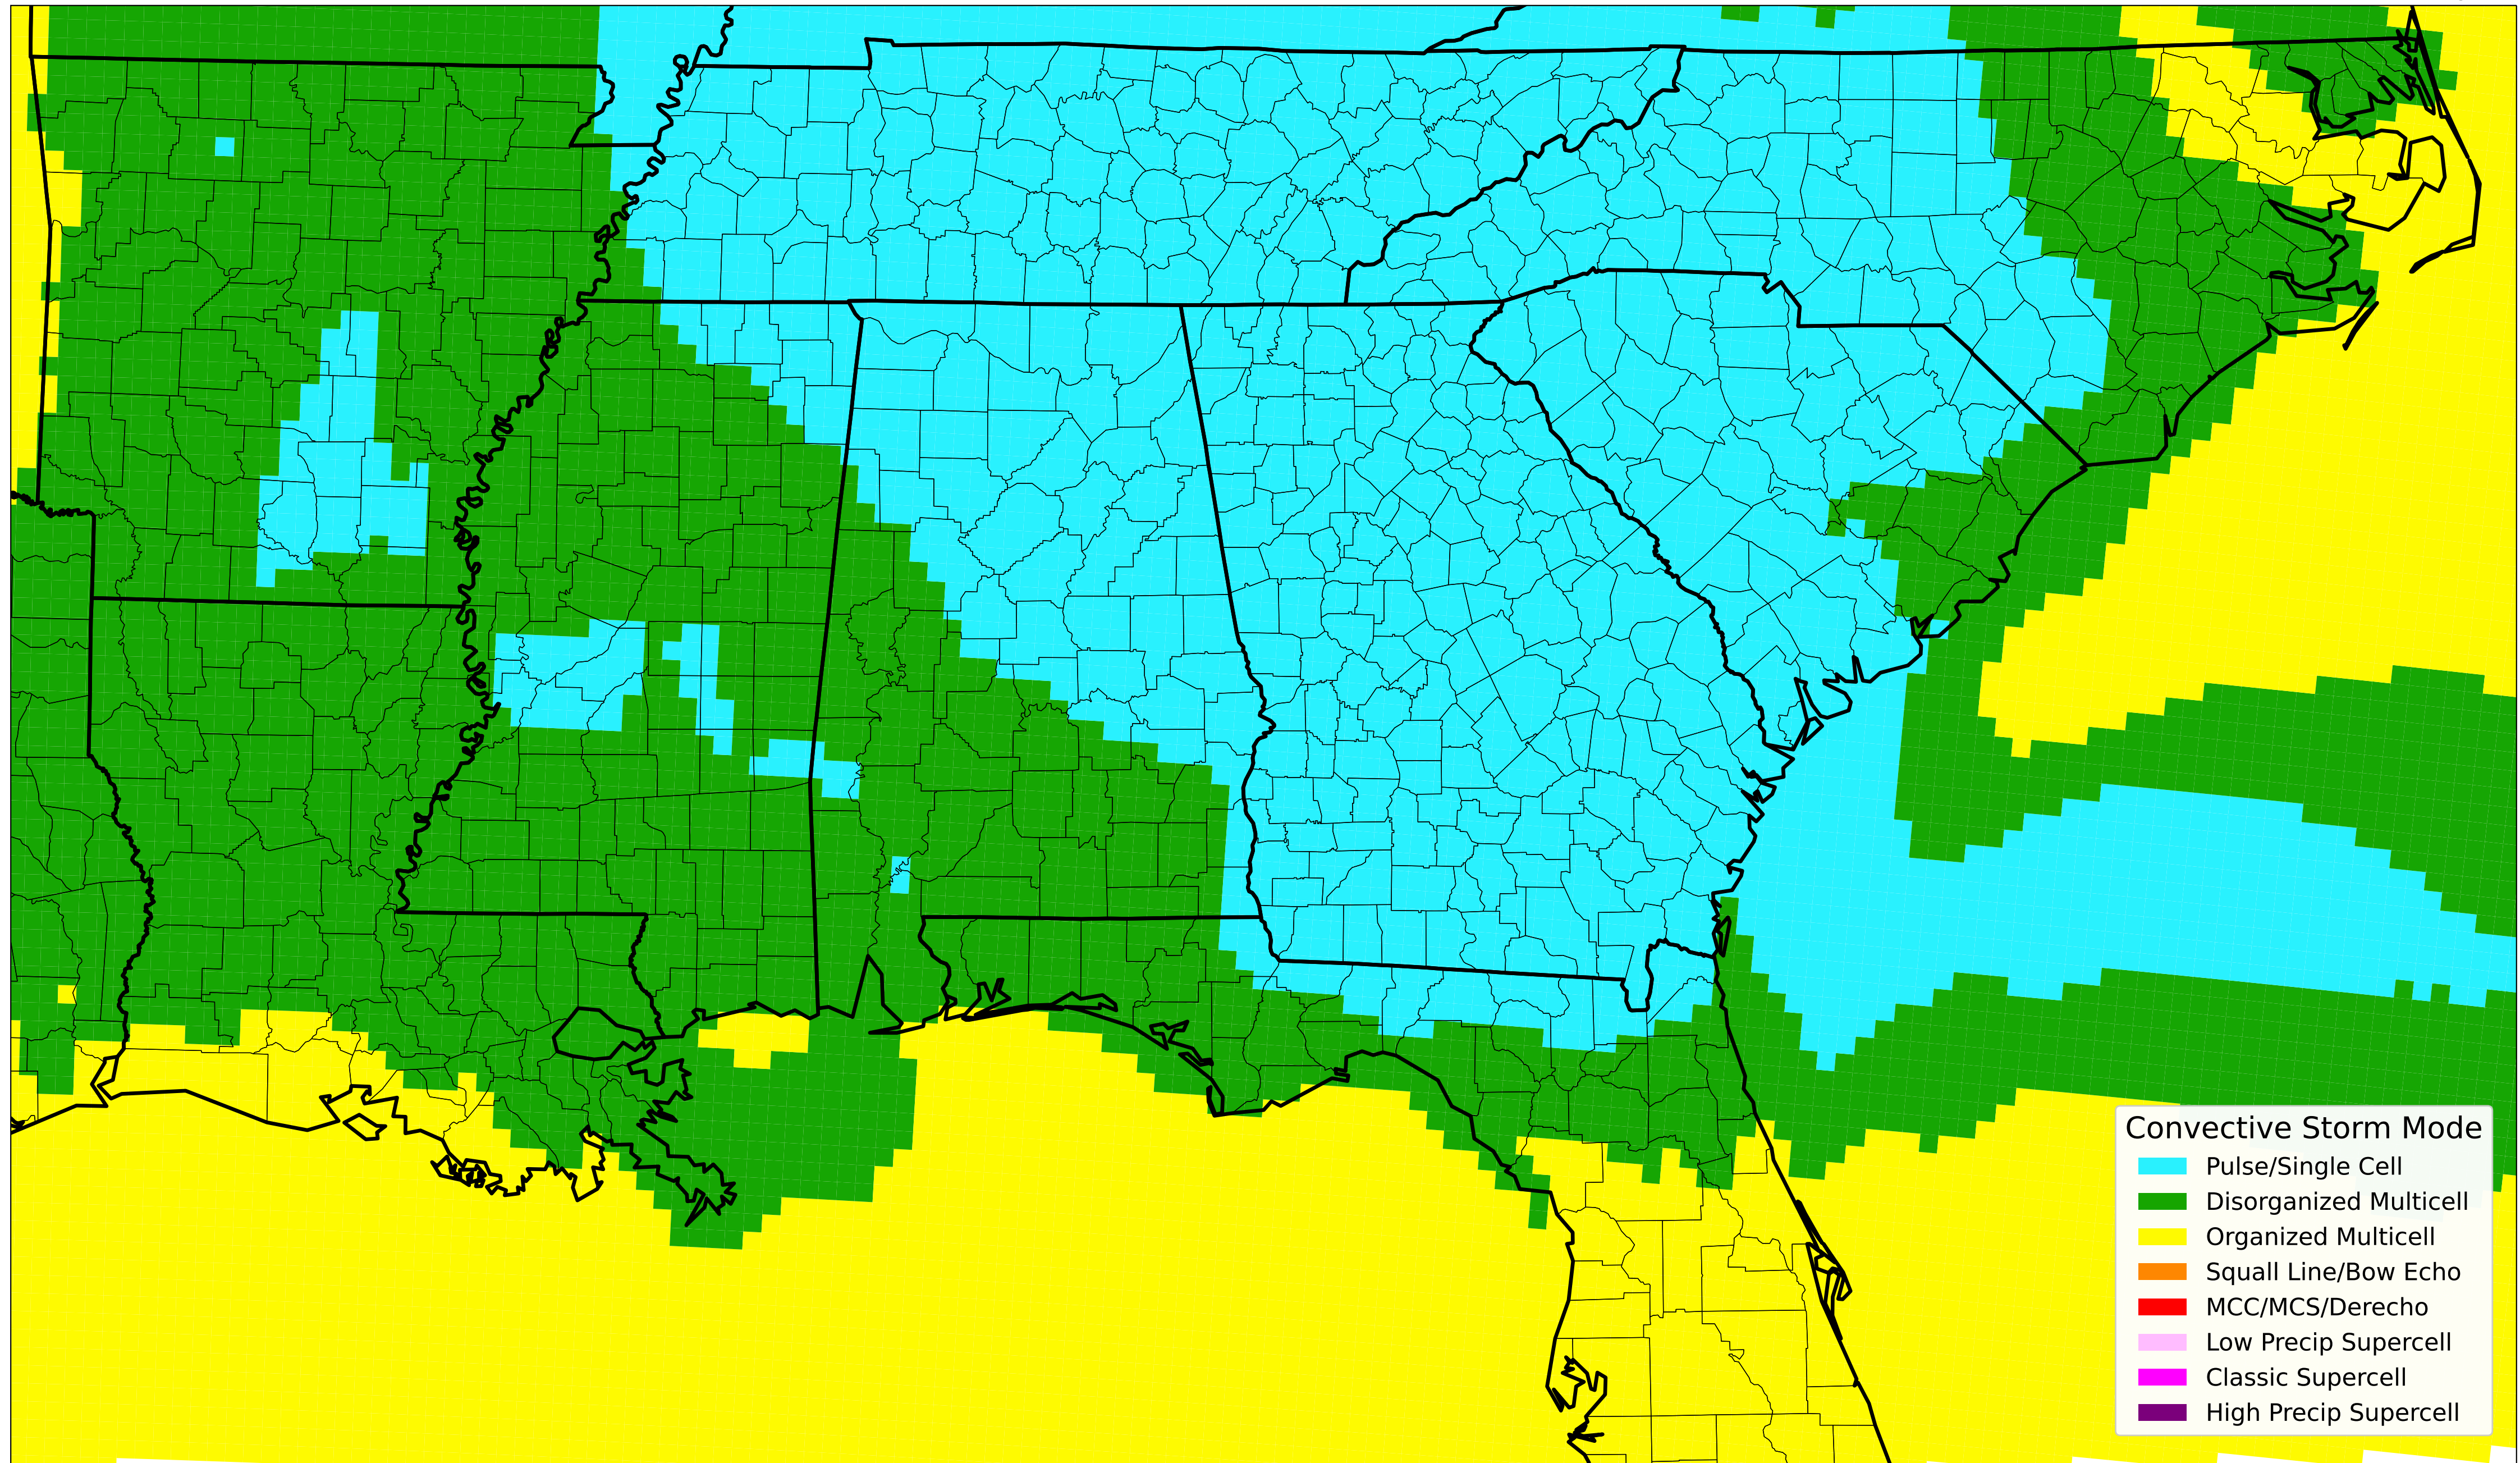 Convective Storm Mode
Pulse/Single Cell
Disorganized Multicell
Organized Multicell
Squall Line/Bow Echo
MCC/MCS/Derecho
Low Precip Supercell
Classic Supercell
High Precip Supercell